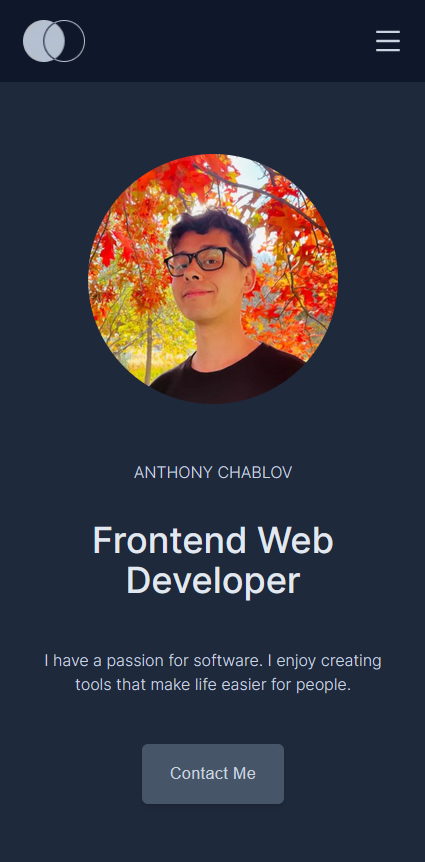 ANTHONY CHABLOV
Frontend Web
Developer
I have a passion for software. I enjoy creating
tools that make life easier for people.
Contact Me